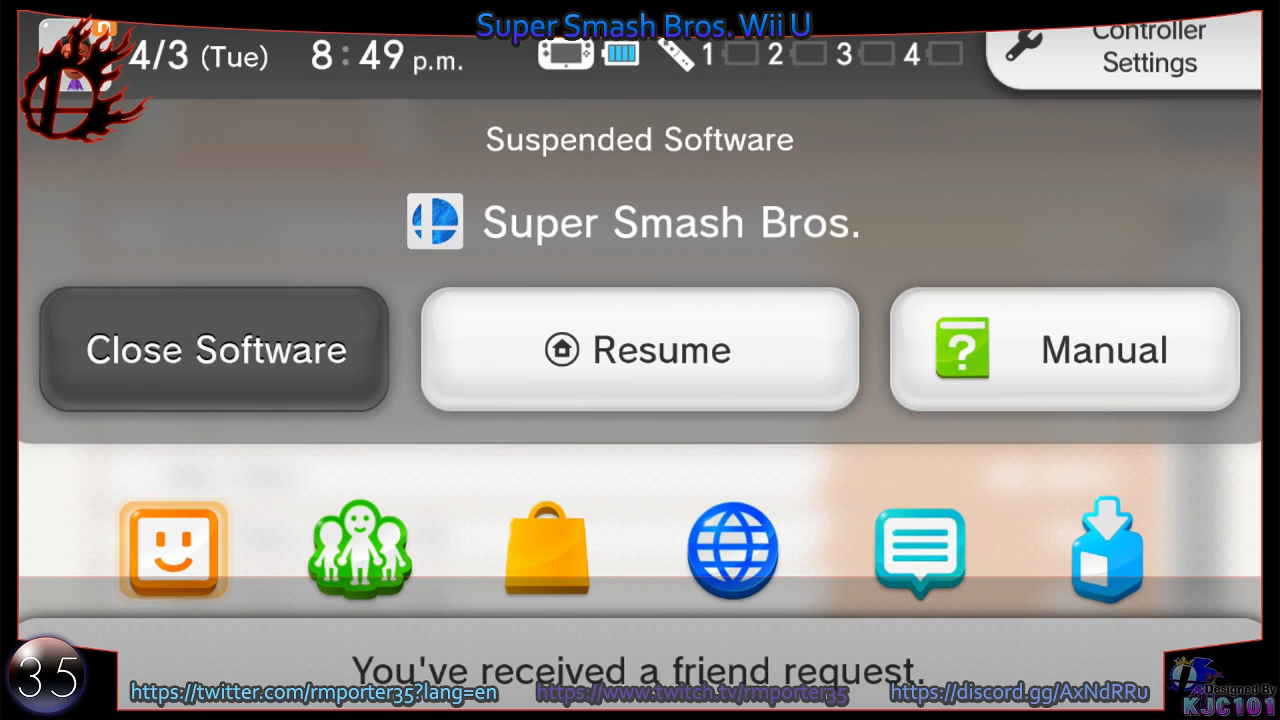 Super Smash Bros. Wii U
4/3 (Tue) 8:49 p.m. 1 2 3 4
Controller
Settings
Suspended Software
Super Smash Bros.
Close Software
Resume
? Manual
You've received a friend request.
35
https://twitter.com/rmporter35?lang=en
https://www.twitch.tv/rmporter35
https://discord.gg/AxNdRRu
Designed By
KJC101